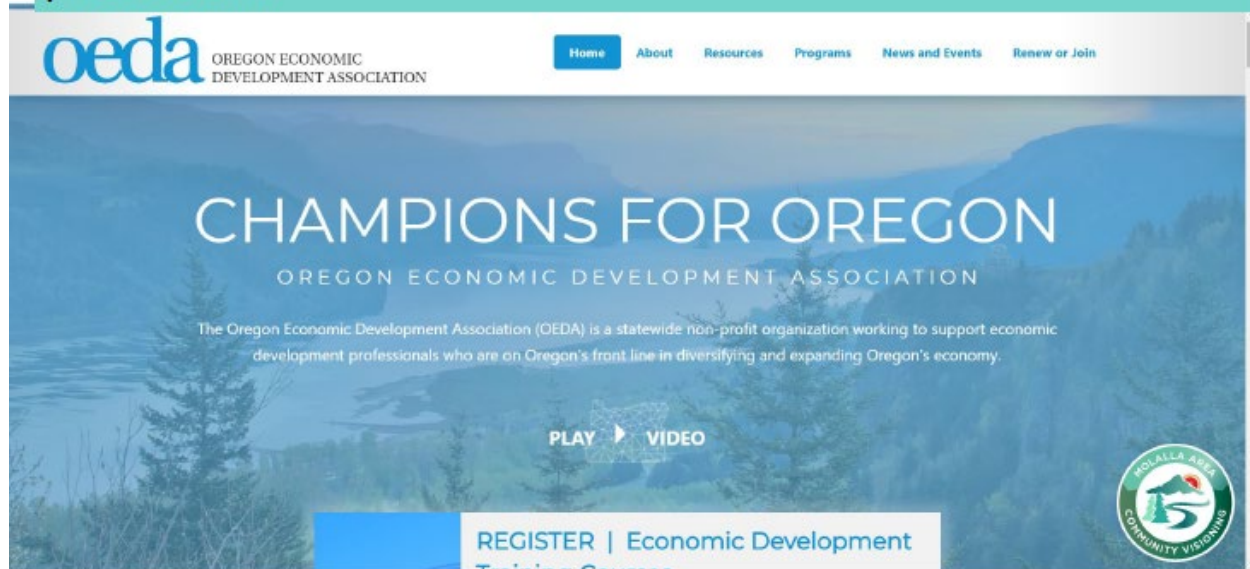 oeda OREGON ECONOMIC
DEVELOPMENT ASSOCIATION
Home About Resources Programs News and Events Renew or Join
CHAMPIONS FOR OREGON
OREGON ECONOMIC DEVELOPMENT ASSOCIATION
The Oregon Economic Development Association (OEDA) is a statewide non-profit organization working to support economic
development professionals who are on Oregon's front line in diversifying and expanding Oregon's economy.
PLAY VIDEO
MOLALLA AREA
COMMUNITY VISIONING
REGISTER | Economic Development
Training Courses